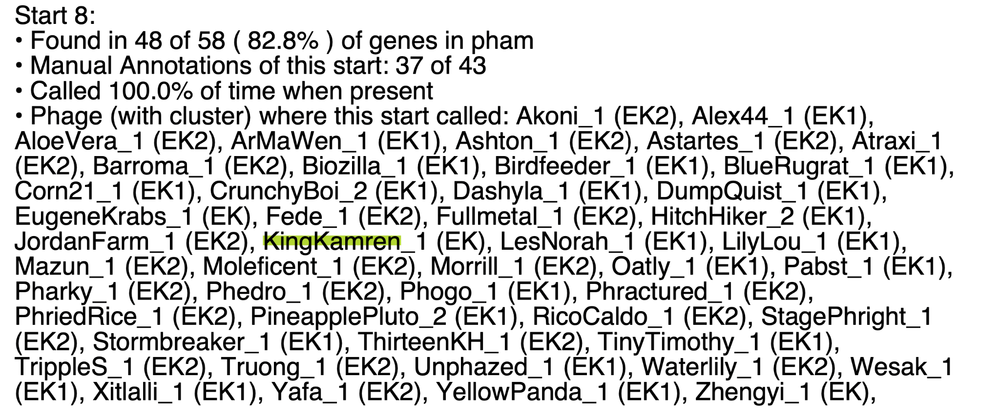 Start 8:
• Found in 48 of 58 ( 82.8% ) of genes in pham
• Manual Annotations of this start: 37 of 43
• Called 100.0% of time when present
• Phage (with cluster) where this start called: Akoni_1 (EK2), Alex44_1 (EK1),
AloeVera_1 (EK2), ArMaWen_1 (EK1), Ashton_1 (EK2), Astartes_1 (EK2), Atraxi_1
(EK2), Barroma_1 (EK2), Biozilla_1 (EK1), Birdfeeder_1 (EK1), BlueRugrat_1 (EK1),
Corn21_1 (EK1), CrunchyBoi_2 (EK1), Dashyla_1 (EK1), DumpQuist_1 (EK1),
EugeneKrabs_1 (EK), Fede_1 (EK2), Fullmetal_1 (EK2), HitchHiker_2 (EK1),
JordanFarm_1 (EK2), KingKamren_1 (EK), LesNorah_1 (EK1), LilyLou_1 (EK1),
Mazun_1 (EK2), Moleficent_1 (EK2), Morrill_1 (EK2), Oatly_1 (EK1), Pabst_1 (EK1),
Pharky_1 (EK2), Phedro_1 (EK2), Phogo_1 (EK1), Phractured_1 (EK2),
PhriedRice_1 (EK2), PineapplePluto_2 (EK1), RicoCaldo_1 (EK2), StagePhright_1
(EK2), Stormbreaker_1 (EK1), ThirteenKH_1 (EK2), TinyTimothy_1 (EK1),
TrippleS_1 (EK2), Truong_1 (EK2), Unphazed_1 (EK1), Waterlily_1 (EK2), Wesak_1
(EK1), Xitlalli_1 (EK1), Yafa_1 (EK2), YellowPanda_1 (EK1), Zhengyi_1 (EK),